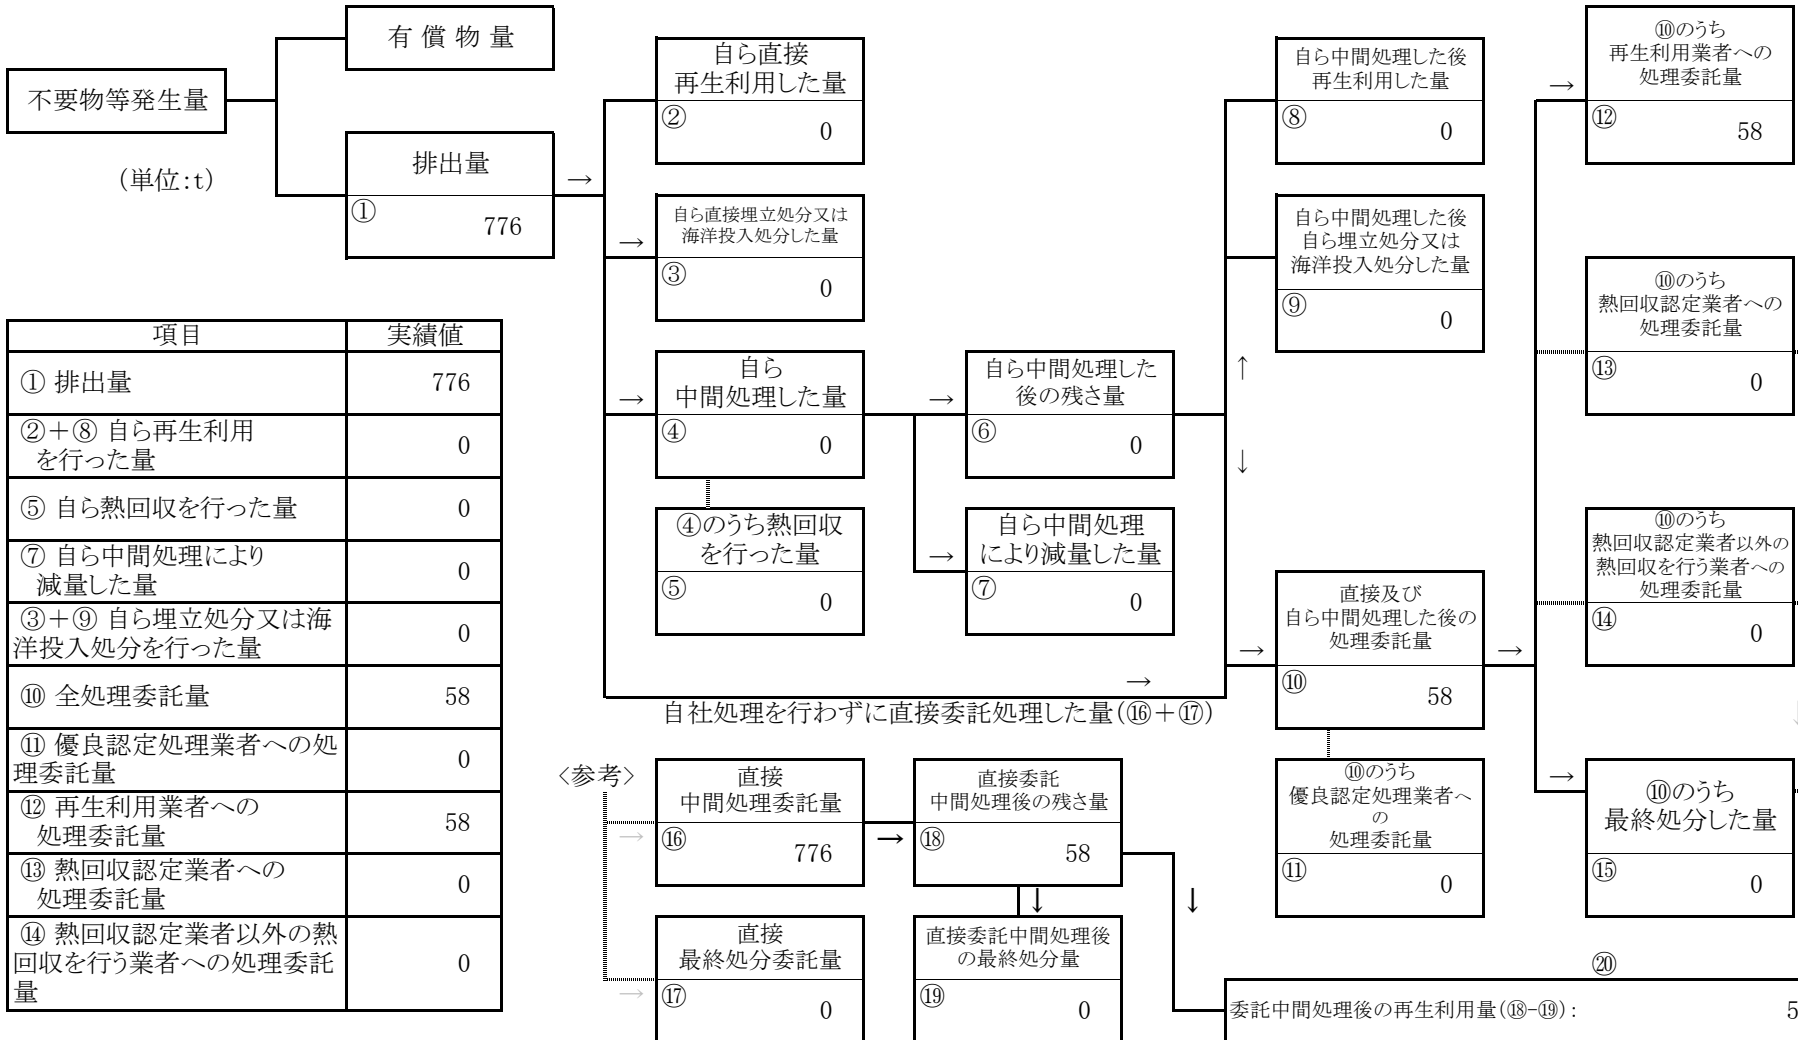 有 償 物 量
不要物等発生量
(単位:t)
排出量
①
776
→
自ら直接
再生利用した量
②
0
→
自ら直接埋立処分又は
海洋投入処分した量
③
0
→
自ら
中間処理した量
④
0
④のうち熱回収
を行った量
⑤
0
→
自ら中間処理した
後の残さ量
⑥
0
→
自ら中間処理
により減量した量
⑦
0
自ら中間処理した後
再生利用した量
⑧
0
自ら中間処理した後
自ら埋立処分又は
海洋投入処分した量
⑨
0
↑
↓
→
直接及び
自ら中間処理した後の
処理委託量
⑩
58
⑩のうち
優良認定処理業者へ
の
処理委託量
⑪
0
→
→
⑩のうち
再生利用業者への
処理委託量
⑫
58
⑩のうち
熱回収認定業者への
処理委託量
⑬
0
⑩のうち
熱回収認定業者以外の
熱回収を行う業者への
処理委託量
⑭
0
→
⑩のうち
最終処分した量
⑮
0
→
自社処理を行わずに直接委託処理した量(⑯+⑰)
<参考>
→
直接
中間処理委託量
⑯
776
→
直接委託
中間処理後の残さ量
⑱
58
↓
↓
→
直接
最終処分委託量
⑰
0
直接委託中間処理後
の最終処分量
⑲
0
⑳
委託中間処理後の再生利用量(⑱-⑲): 5
項目 実績値
① 排出量 776
②+⑧ 自ら再生利用
を行った量 0
⑤ 自ら熱回収を行った量 0
⑦ 自ら中間処理により
減量した量 0
③+⑨ 自ら埋立処分又は海
洋投入処分を行った量 0
⑩ 全処理委託量 58
⑪ 優良認定処理業者への処
理委託量 0
⑫ 再生利用業者への
処理委託量 58
⑬ 熱回収認定業者への
処理委託量 0
⑭ 熱回収認定業者以外の熱
回収を行う業者への処理委託
量 0